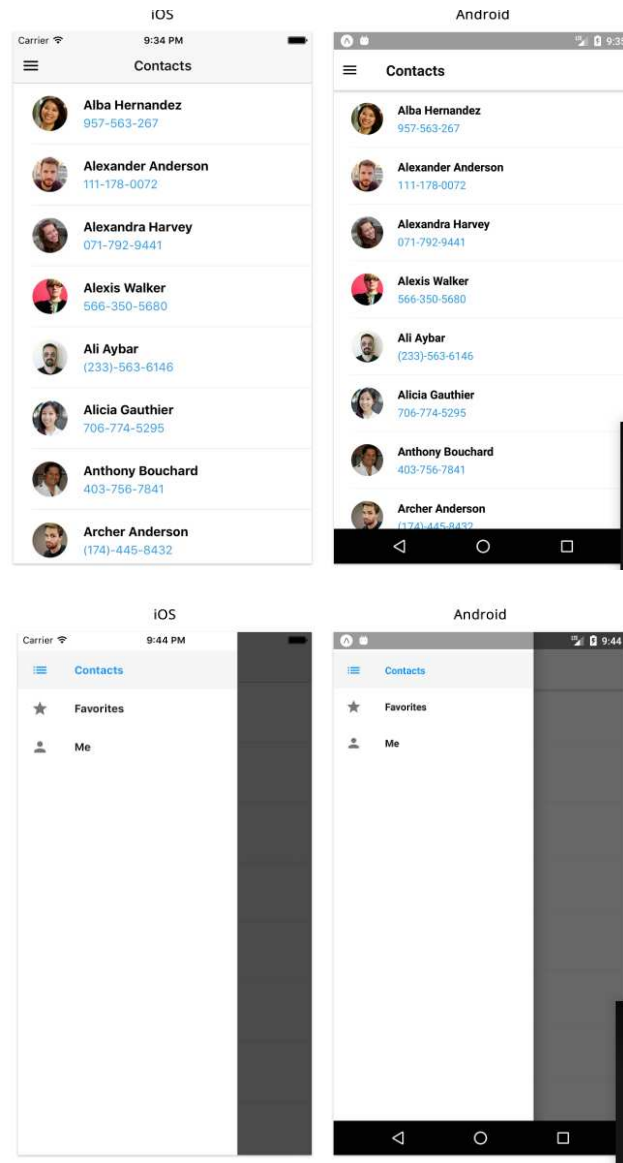 iOS
Carrier 9:34 PM
Contacts
Alba Hernandez
957-563-267
Alexander Anderson
111-178-0072
Alexandra Harvey
071-792-9441
Alexis Walker
566-350-5680
Ali Aybar
(233)-563-6146
Alicia Gauthier
706-774-5295
Anthony Bouchard
403-756-7841
Archer Anderson
(174)-445-8432
Android
9:35
Contacts
Alba Hernandez
957-563-267
Alexander Anderson
111-178-0072
Alexandra Harvey
071-792-9441
Alexis Walker
566-350-5680
Ali Aybar
(233)-563-6146
Alicia Gauthier
706-774-5295
Anthony Bouchard
403-756-7841
Archer Anderson
(174)-445-8432
iOS
Carrier 9:44 PM
Contacts
Favorites
Me
Android
9:44
Contacts
Favorites
Me